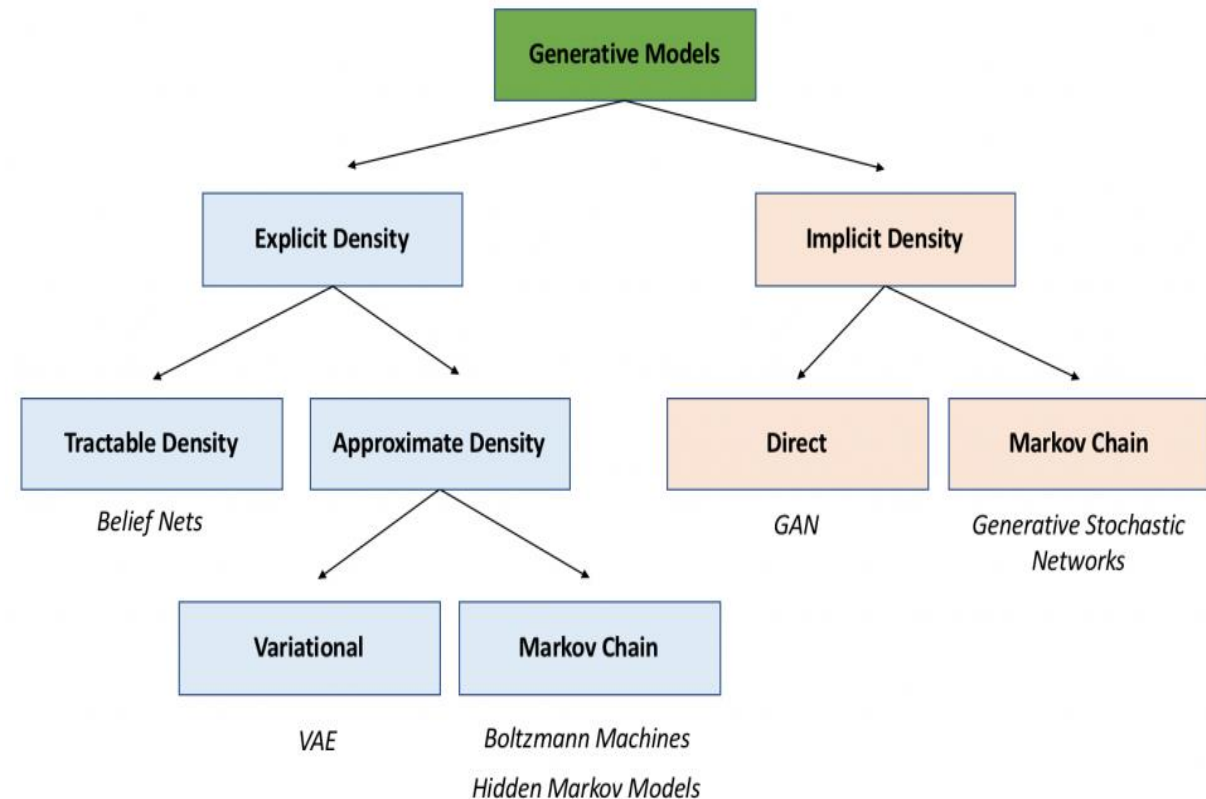 Generative Models
Explicit Density
Implicit Density
Tractable Density
Approximate Density
Direct
Markov Chain
Belief Nets
GAN
Generative Stochastic
Networks
Variational
Markov Chain
VAE
Boltzmann Machines
Hidden Markov Models